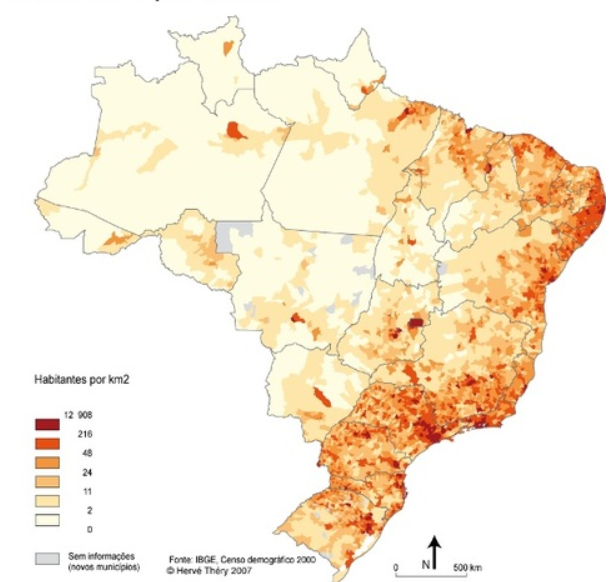 Habitantes por km2
12 908
216
48
24
11
2
0
Sem informações
(novos municípios)
Fonte: IBGE, Censo demográfico 2000
© Hervé Théry 2007
N
0 500 km